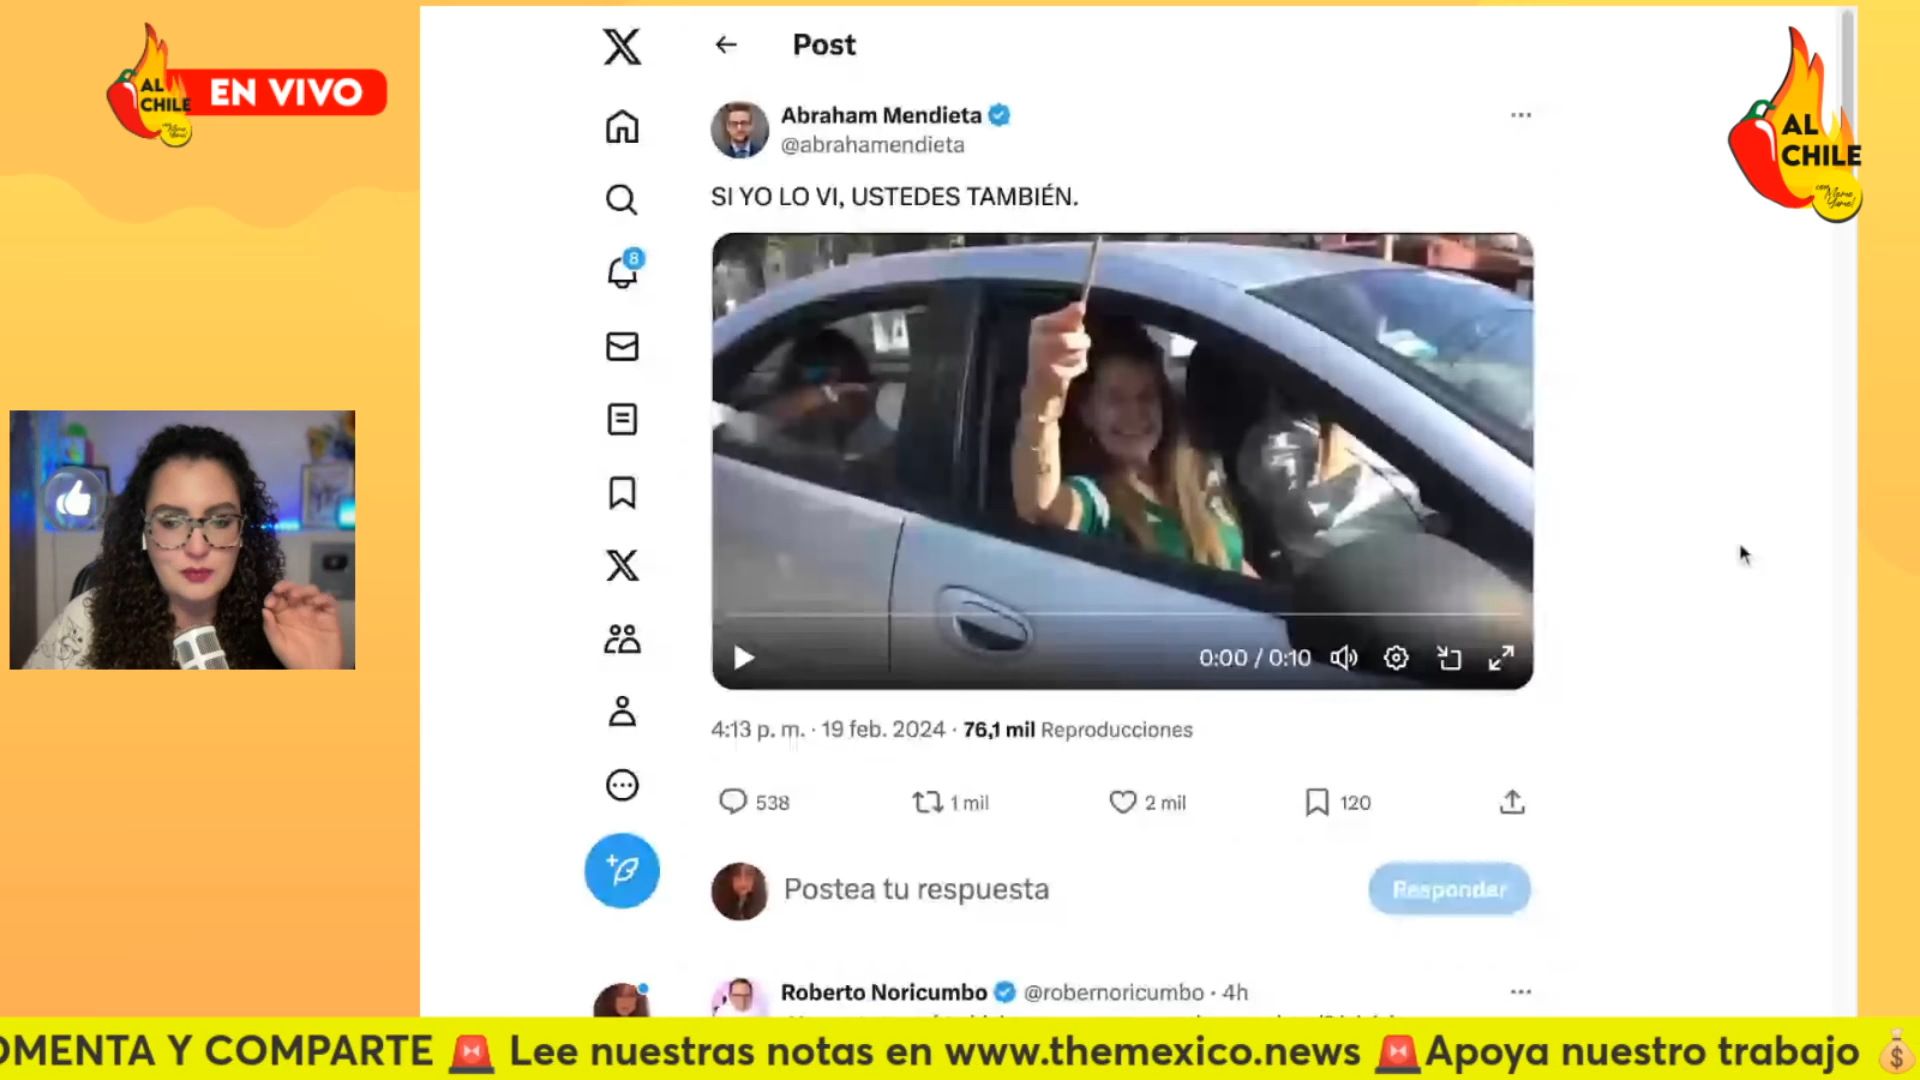 AL
CHILE
EN VIVO
Post
Abraham Mendieta
@abrahamendieta
SI YO LO VI, USTEDES TAMBIÉN.
AL
CHILE
8
0:00 / 0:10
4:13 p. m. · 19 feb. 2024 · 76,1 mil Reproducciones
538
1 mil
2 mil
120
Postea tu respuesta
Responder
Roberto Noricumbo @robernoricumbo · 4h
OMENTA Y COMPARTE 🚨 Lee nuestras notas en www.themexico.news 🚨Apoya nuestro trabajo 💰